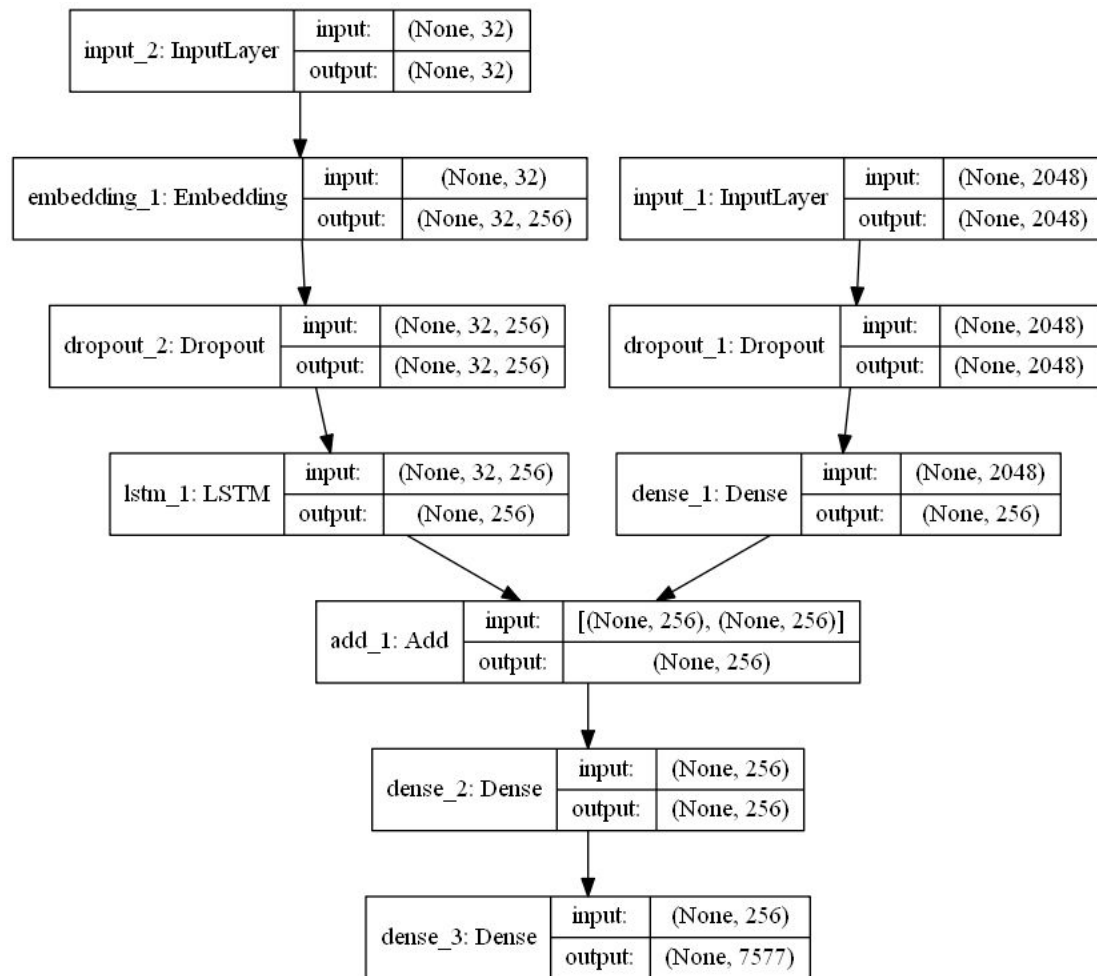 input_2: InputLayer
input: (None, 32)
output: (None, 32)
embedding_1: Embedding
input: (None, 32)
output: (None, 32, 256)
input_1: InputLayer
input: (None, 2048)
output: (None, 2048)
dropout_2: Dropout
input: (None, 32, 256)
output: (None, 32, 256)
dropout_1: Dropout
input: (None, 2048)
output: (None, 2048)
lstm_1: LSTM
input: (None, 32, 256)
output: (None, 256)
dense_1: Dense
input: (None, 2048)
output: (None, 256)
add_1: Add
input: [(None, 256), (None, 256)]
output: (None, 256)
dense_2: Dense
input: (None, 256)
output: (None, 256)
dense_3: Dense
input: (None, 256)
output: (None, 7577)